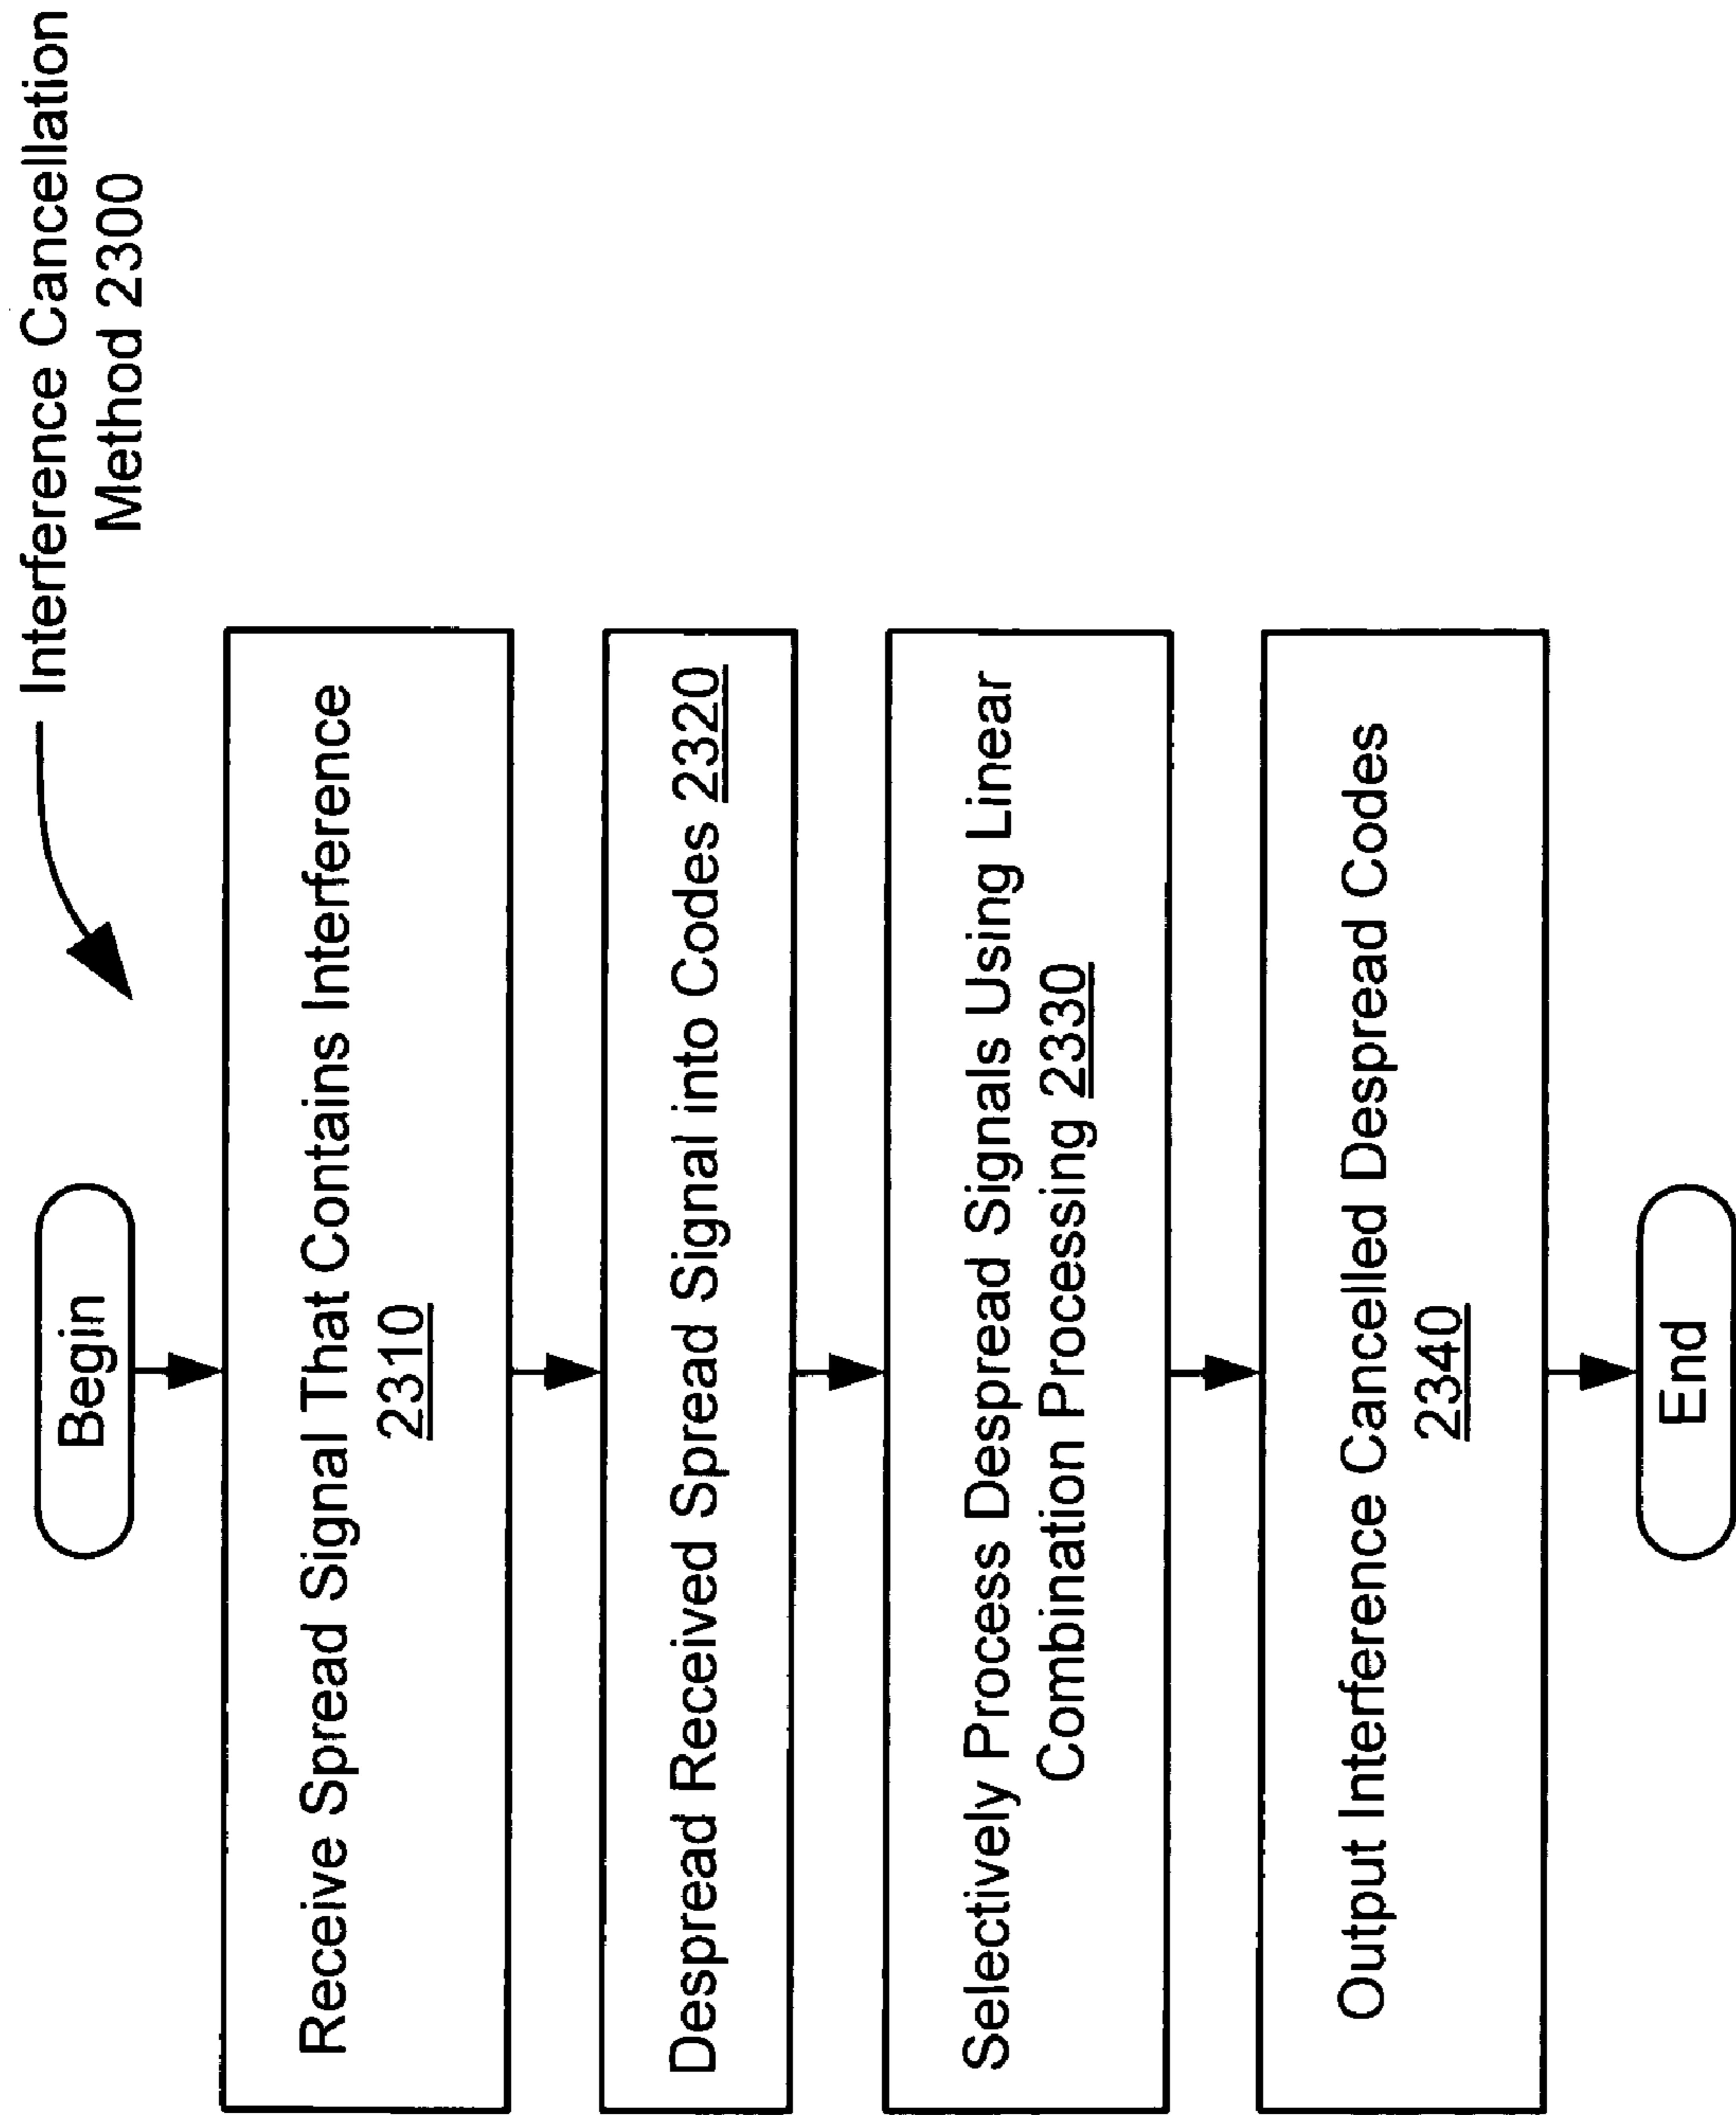 Interference Cancellation
Method 2300
Begin
Receive Spread Signal That Contains Interference
2310
Despread Received Spread Signal into Codes 2320
Selectively Process Despread Signals Using Linear
Combination Processing 2330
Output Interference Cancelled Despread Codes
2340
End